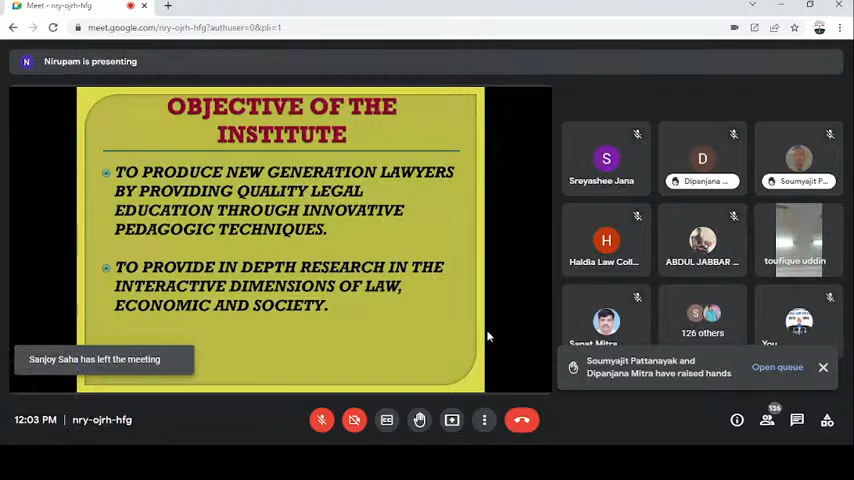 Meet - nry-ojrh-hfg
meet.google.com/nry-ojrh-hfg?authuser=0&pli=1
N Nirupam is presenting
OBJECTIVE OF THE
INSTITUTE
TO PRODUCE NEW GENERATION LAWYERS
BY PROVIDING QUALITY LEGAL
EDUCATION THROUGH INNOVATIVE
PEDAGOGIC TECHNIQUES.
TO PROVIDE IN DEPTH RESEARCH IN THE
INTERACTIVE DIMENSIONS OF LAW,
ECONOMIC AND SOCIETY.
Sanjoy Saha has left the meeting
S
Sreyashee Jana
D
Dipanjana ...
Soumyajit P...
H
Haldia Law Coll...
ABDUL JABBAR ...
toufique uddin
Sanat Mitra
S
126 others
You
Soumyajit Pattanayak and
Dipanjana Mitra have raised hands
Open queue
12:03 PM | nry-ojrh-hfg
136